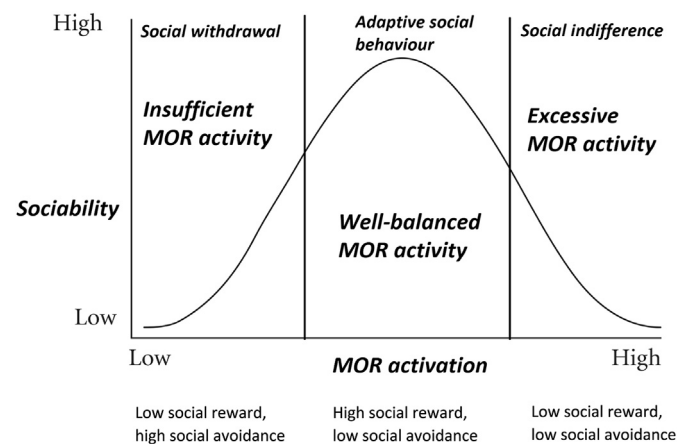 High
Social withdrawal
Adaptive social
behaviour
Social indifference
Insufficient
MOR activity
Excessive
MOR activity
Sociability
Well-balanced
MOR activity
Low
Low
MOR activation
High
Low social reward,
high social avoidance
High social reward,
low social avoidance
Low social reward,
low social avoidance